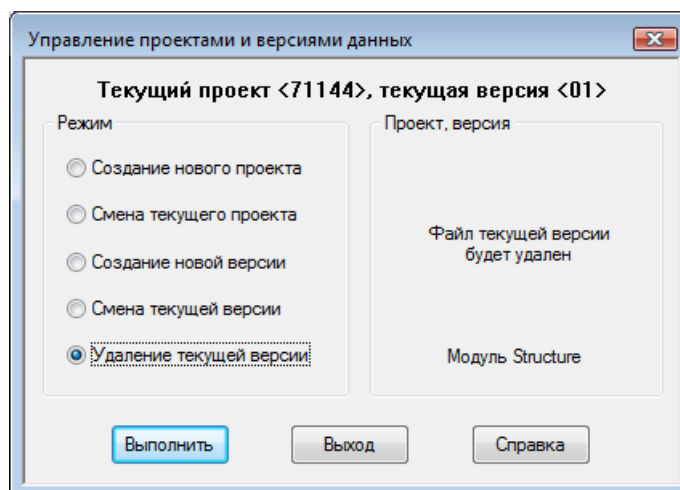 Управление проектами и версиями данных
Текущий проект <71144>, текущая версия <01>
Режим
Создание нового проекта
Смена текущего проекта
Создание новой версии
Смена текущей версии
Удаление текущей версии
Проект, версия
Файл текущей версии
будет удален
Модуль Structure
Выполнить
Выход
Справка